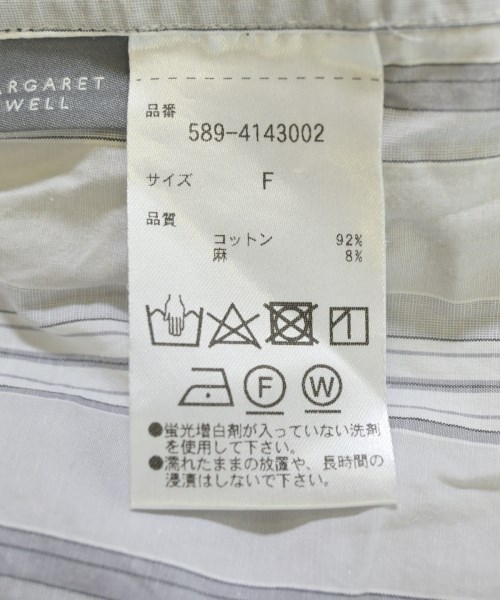 ARGARET
WELL
品番
589-4143002
サイズ F
品質
コットン 92%
麻 8%
F W
●蛍光増白剤が入っていない洗剤
を使用して下さい。
●濡れたままの放置や、長時間の
浸漬はしないで下さい。